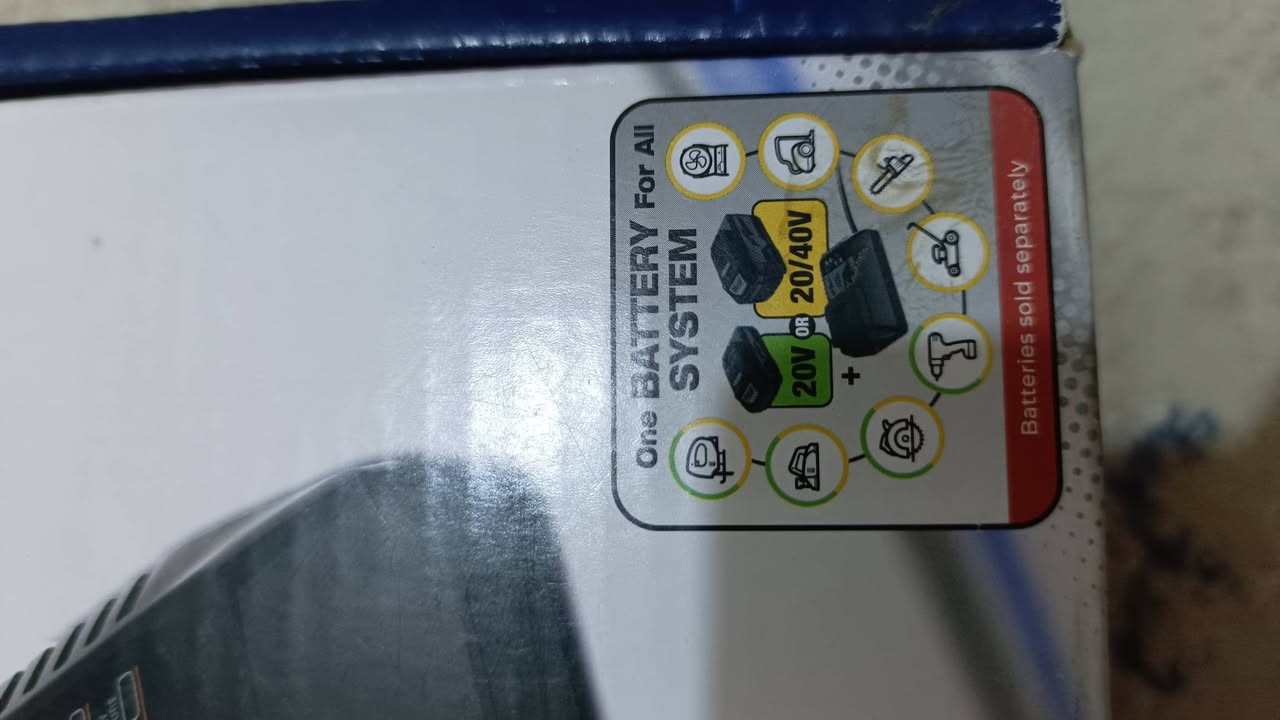 One BATTERY For All
SYSTEM
20V OR 20/40V
+
Batteries sold separately